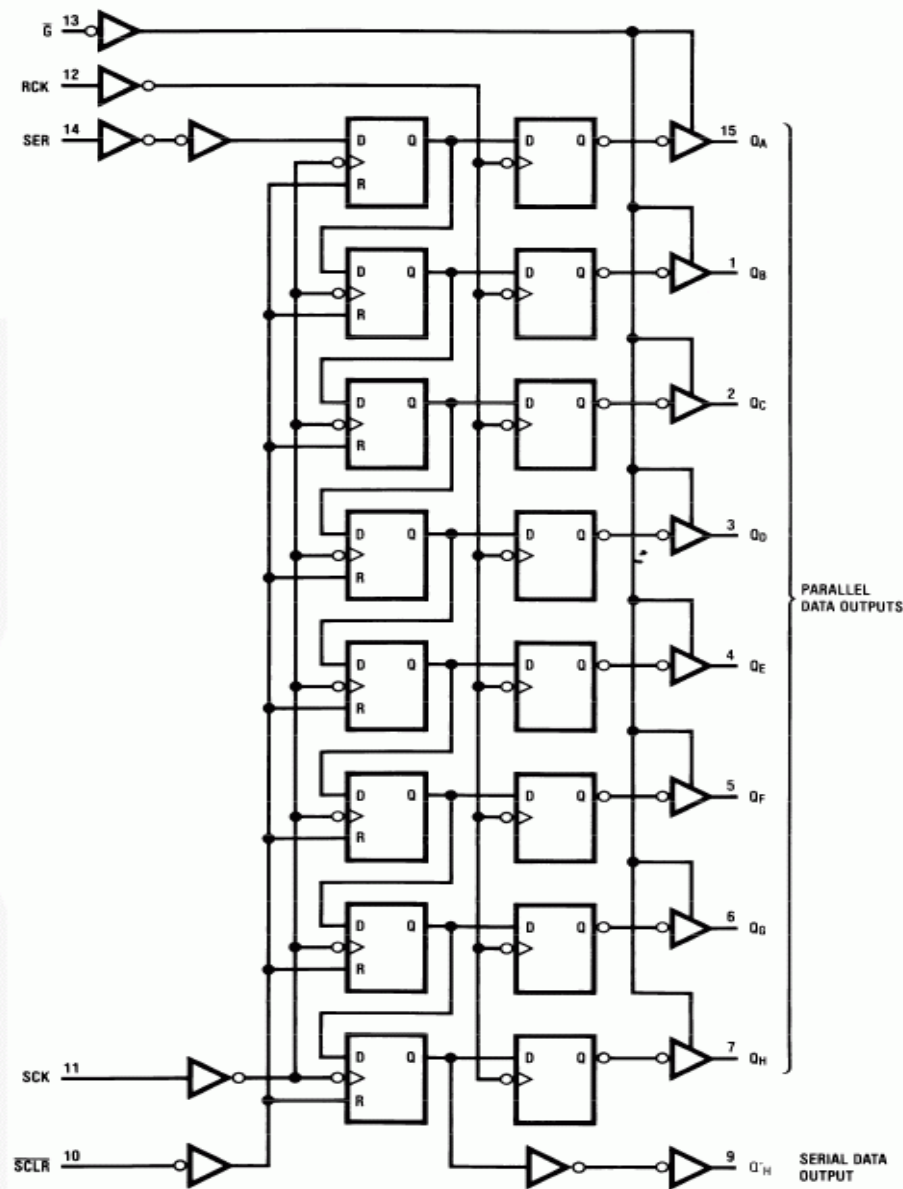 G̅ 13
RCK 12
SER 14
D Q D Q 15 QA
R
D Q D Q 1 QB
R
D Q D Q 2 QC
R
D Q D Q 3 QD
R
PARALLEL
DATA OUTPUTS
D Q D Q 4 QE
R
D Q D Q 5 QF
R
D Q D Q 6 QG
R
D Q D Q 7 QH
SCK 11
R
S̅C̅L̅R̅ 10
9 Q'H SERIAL DATA
OUTPUT